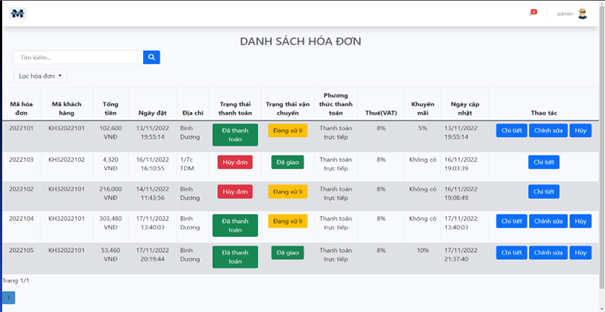 M
admin
DANH SÁCH HÓA ĐƠN
Tìm kiếm...
Lọc hóa đơn
Mã hóa đơn Mã khách hàng Tổng tiền Ngày đặt Địa chỉ Trạng thái thanh toán Trạng thái vận chuyển Phương thức thanh toán Thuế(VAT) Khuyến mãi Ngày cập nhật Thao tác
2022101 KH32022101 102,600 VNĐ 13/11/2022 19:55:14 Bình Dương Đã thanh toán Đang xử lí Thanh toán trực tiếp 8% 5% 13/11/2022 19:55:14 Chi tiết Chỉnh sửa Hủy
2022103 KH32022101 4,320 VNĐ 16/11/2022 16:10:55 1/7c TDM Hủy đơn Đã giao Thanh toán trực tiếp 8% Không có 16/11/2022 19:03:39 Chi tiết
2022102 KH32022101 216,000 VNĐ 14/11/2022 11:43:56 Bình Dương Hủy đơn Đang xử lí Thanh toán trực tiếp 8% Không có 16/11/2022 19:08:49 Chi tiết
2022104 KH32022101 303,480 VNĐ 17/11/2022 13:40:03 Bình Dương Đã thanh toán Đang xử lí Thanh toán trực tiếp 8% Không có 17/11/2022 13:40:03 Chi tiết Chỉnh sửa Hủy
2022105 KH32022101 53,460 VNĐ 17/11/2022 20:19:44 Bình Dương Đã thanh toán Đã giao Thanh toán trực tiếp 8% 10% 17/11/2022 21:37:40 Chi tiết Chỉnh sửa Hủy
Trang 1/1
1